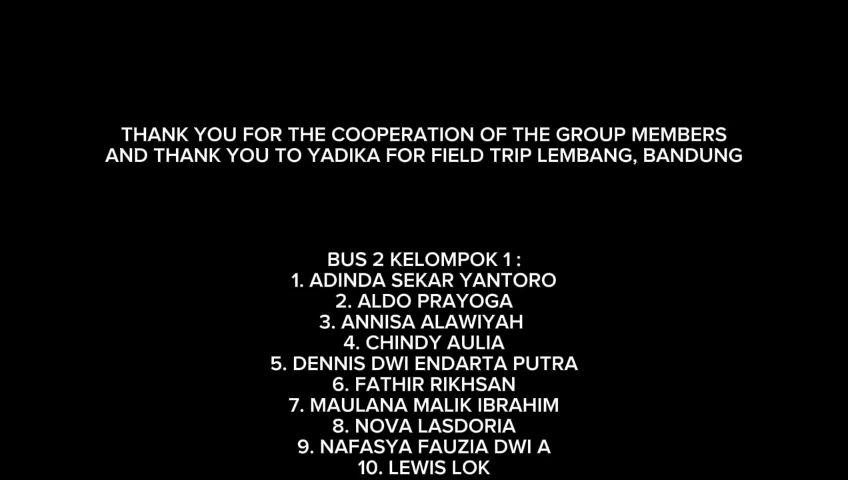 THANK YOU FOR THE COOPERATION OF THE GROUP MEMBERS
AND THANK YOU TO YADIKA FOR FIELD TRIP LEMBANG, BANDUNG
BUS 2 KELOMPOK 1 :
1. ADINDA SEKAR YANTORO
2. ALDO PRAYOGA
3. ANNISA ALAWIYAH
4. CHINDY AULIA
5. DENNIS DWI ENDARTA PUTRA
6. FATHIR RIKHSAN
7. MAULANA MALIK IBRAHIM
8. NOVA LASDORIA
9. NAFASYA FAUZIA DWI A
10. LEWIS LOK